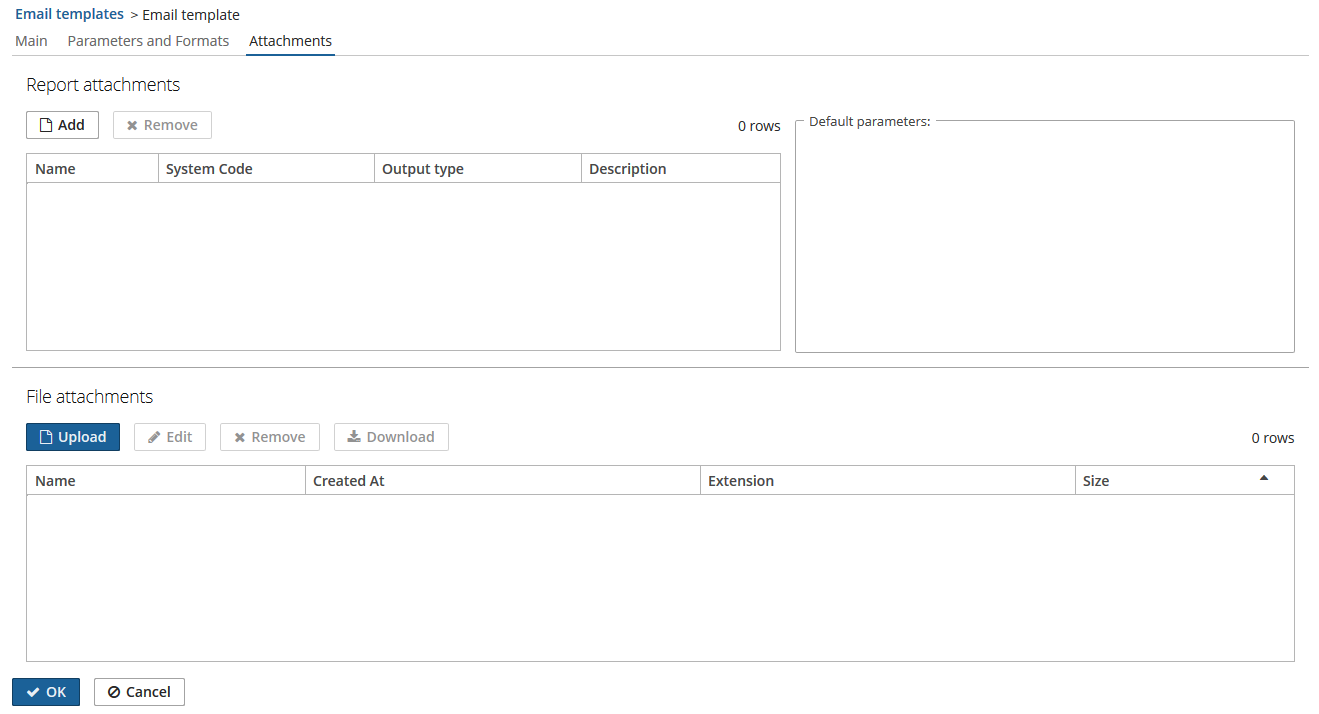 Email templates > Email template
Main Parameters and Formats Attachments
Report attachments
Add Remove 0 rows
Default parameters:
Name System Code Output type Description
File attachments
Upload Edit Remove Download 0 rows
Name Created At Extension Size
OK Cancel